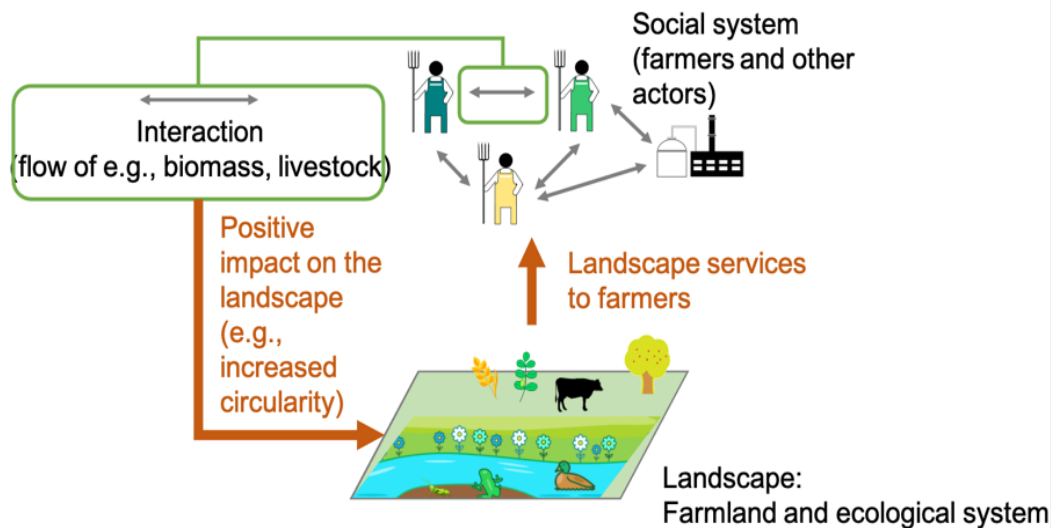 Social system
(farmers and other
actors)
Interaction
(flow of e.g., biomass, livestock)
Positive
impact on the
landscape
(e.g.,
increased
circularity)
Landscape services
to farmers
Landscape:
Farmland and ecological system